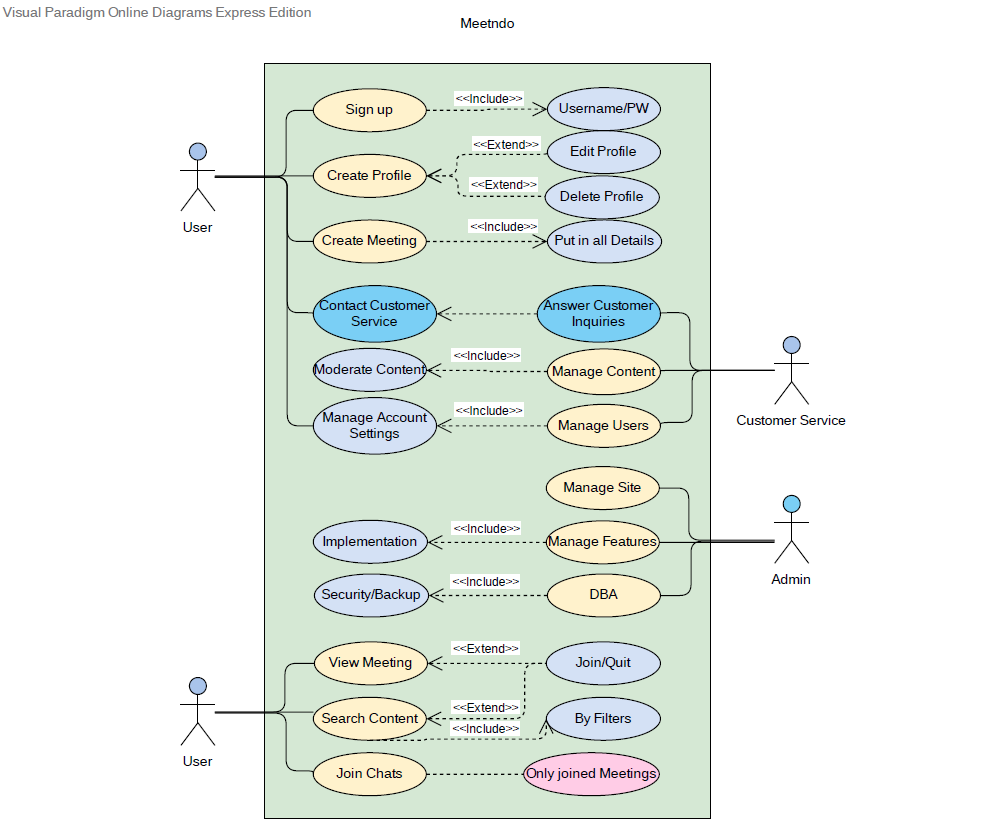 Visual Paradigm Online Diagrams Express Edition
Meetndo
Sign up
<<Include>>
Username/PW
<<Extend>>
Edit Profile
Create Profile
<<Extend>>
Delete Profile
User
Create Meeting
<<Include>>
Put in all Details
Contact Customer
Service
Answer Customer
Inquiries
Moderate Content
<<Include>>
Manage Content
Manage Account
Settings
<<Include>>
Manage Users
Customer Service
Manage Site
Implementation
<<Include>>
Manage Features
Admin
Security/Backup
<<Include>>
DBA
View Meeting
<<Extend>>
Join/Quit
Search Content
<<Extend>>
<<Include>>
By Filters
User
Join Chats
Only joined Meetings